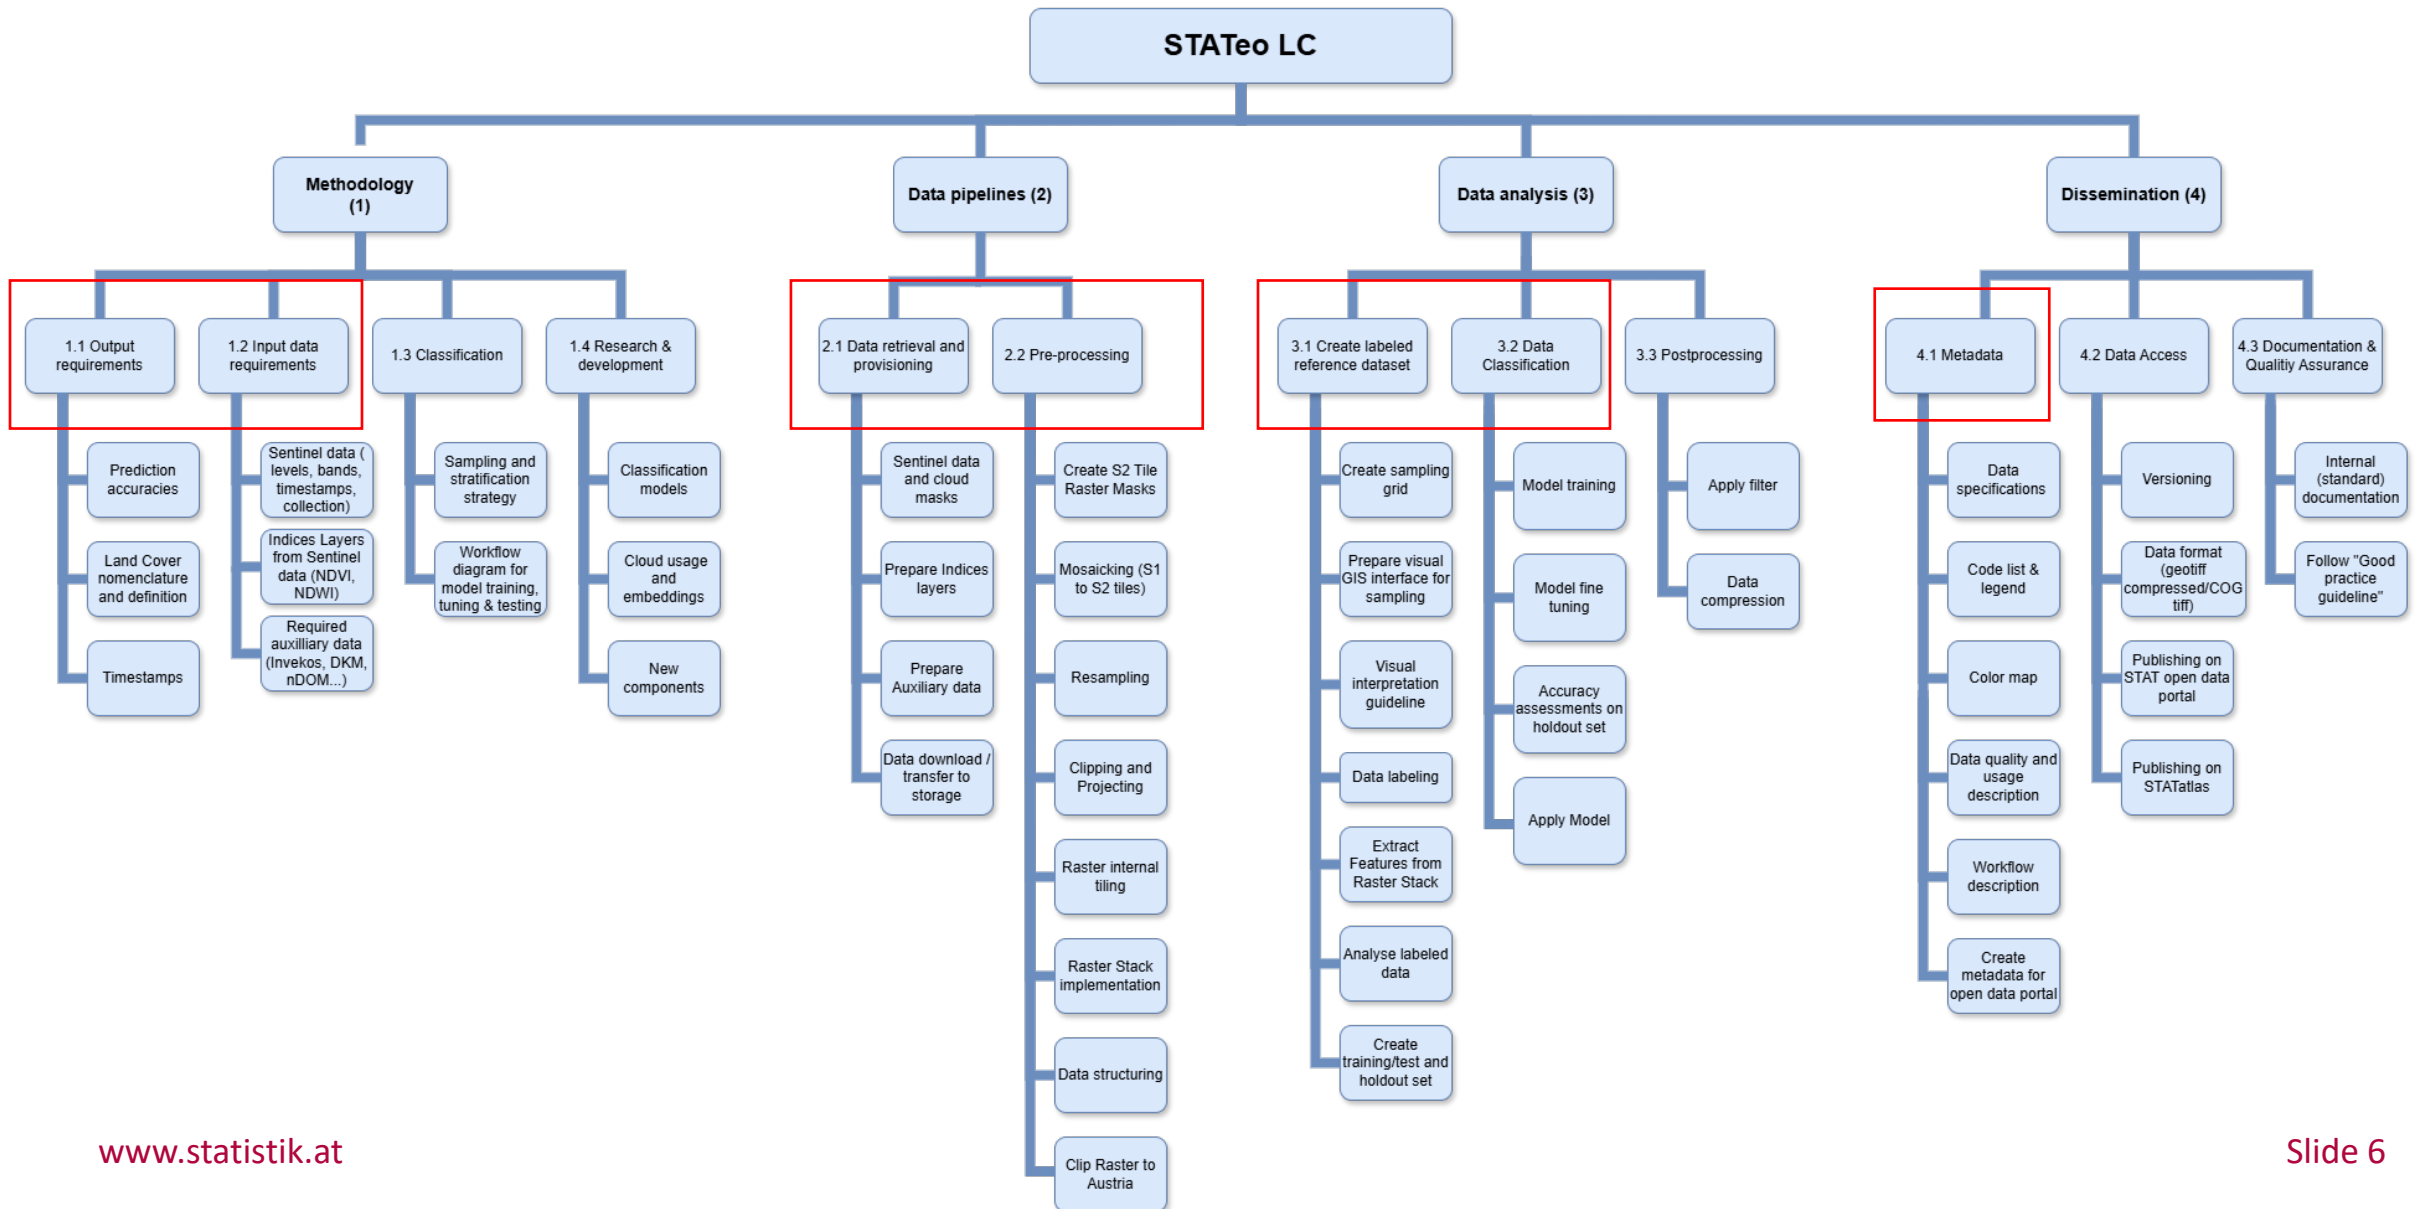 STATeo LC
Methodology
(1)
Data pipelines (2)
Data analysis (3)
Dissemination (4)
1.1 Output
requirements
1.2 Input data
requirements
1.3 Classification
1.4 Research &
development
2.1 Data retrieval and
provisioning
2.2 Pre-processing
3.1 Create labeled
reference dataset
3.2 Data
Classification
3.3 Postprocessing
4.1 Metadata
4.2 Data Access
4.3 Documentation &
Qualitiy Assurance
Prediction
accuracies
Land Cover
nomenclature
and definition
Timestamps
Sentinel data (
levels, bands,
timestamps,
collection)
Indices Layers
from Sentinel
data (NDVI,
NDWI)
Required
auxilliary data
(Invekos, DKM,
nDOM...)
Sampling and
stratification
strategy
Workflow
diagram for
model training,
tuning & testing
Classification
models
Cloud usage
and
embeddings
New
components
Sentinel data
and cloud
masks
Prepare Indices
layers
Prepare
Auxiliary data
Data download /
transfer to
storage
Create S2 Tile
Raster Masks
Mosaicking (S1
to S2 tiles)
Resampling
Clipping and
Projecting
Raster internal
tiling
Raster Stack
implementation
Data structuring
Clip Raster to
Austria
Create sampling
grid
Prepare visual
GIS interface for
sampling
Visual
interpretation
guideline
Data labeling
Extract
Features from
Raster Stack
Analyse labeled
data
Create
training/test and
holdout set
Model training
Model fine
tuning
Accuracy
assessments on
holdout set
Apply Model
Apply filter
Data
compression
Data
specifications
Code list &
legend
Color map
Data quality and
usage
description
Workflow
description
Create
metadata for
open data portal
Versioning
Data format
(geotiff
compressed/COG
tiff)
Publishing on
STAT open data
portal
Publishing on
STATatlas
Internal
(standard)
documentation
Follow "Good
practice
guideline"
www.statistik.at
Slide 6